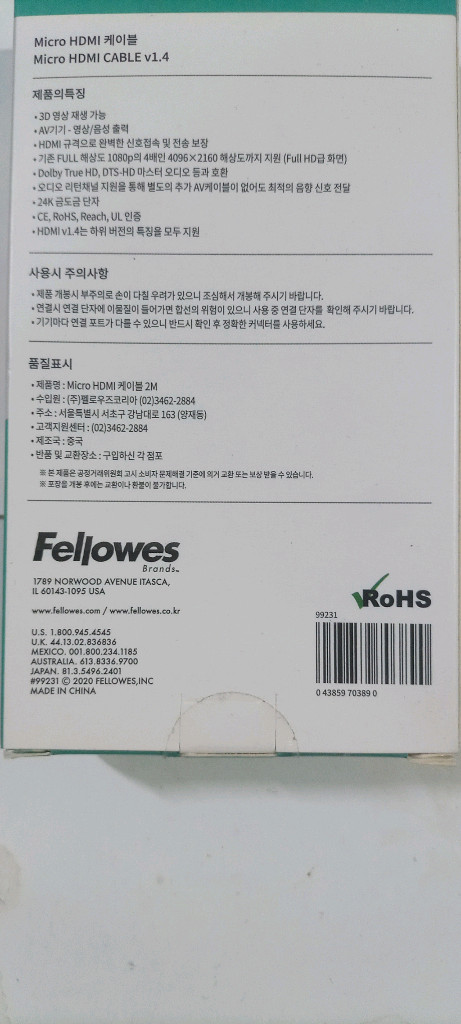 Micro HDMI 케이블
Micro HDMI CABLE v1.4
제품의특징
• 3D 영상 재생 가능
• AV기기 - 영상/음성 출력
• HDMI 규격으로 완벽한 신호접속 및 전송 보장
• 기존 FULL 해상도 1080p의 4배인 4096×2160 해상도까지 지원 (Full HD급 화면)
• Dolby True HD, DTS-HD 마스터 오디오 등과 호환
• 오디오 리턴채널 지원을 통해 별도의 추가 AV케이블이 없어도 최적의 음향 신호 전달
• 24K 금도금 단자
• CE, RoHS, Reach, UL 인증
• HDMI v1.4는 하위 버전의 특징을 모두 지원
사용시 주의사항
• 제품 개봉시 부주의로 손이 다칠 우려가 있으니 조심해서 개봉해 주시기 바랍니다.
• 연결시 연결 단자에 이물질이 들어가면 합선의 위험이 있으니 사용 중 연결 단자를 확인해 주시기 바랍니다.
• 기기마다 연결 포트가 다를 수 있으니 반드시 확인 후 정확한 커넥터를 사용하세요.
품질표시
• 제품명 : Micro HDMI 케이블 2M
• 수입원 : (주)펠로우즈코리아 (02)3462-2884
• 주소 : 서울특별시 서초구 강남대로 163 (양재동)
• 고객지원센터 : (02)3462-2884
• 제조국 : 중국
• 반품 및 교환장소 : 구입하신 각 점포
※ 본 제품은 공정거래위원회 고시 소비자 문제해결 기준에 의거 교환 또는 보상 받을 수 있습니다.
※ 포장을 개봉 후에는 교환이나 환불이 불가합니다.
Fellowes
Brands™
1789 NORWOOD AVENUE ITASCA,
IL 60143-1095 USA
www.fellowes.com / www.fellowes.co.kr
RoHS
99231
U.S. 1.800.945.4545
U.K. 44.13.02.836836
MEXICO. 001.800.234.1185
AUSTRALIA. 613.8336.9700
JAPAN. 81.3.5496.2401
#99231 © 2020 FELLOWES,INC
MADE IN CHINA
0 43859 70389 0